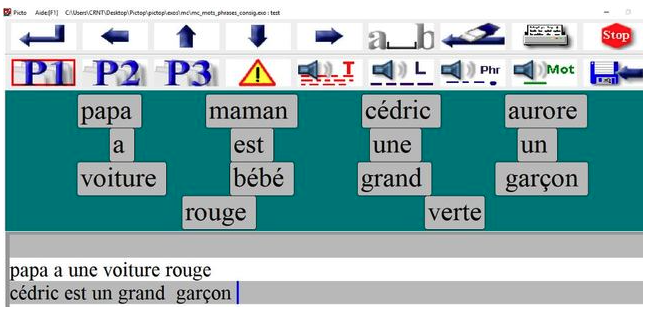 Picto Aide[F1] C:\Users\CRNT\Desktop\Pictop\pictop\exos\mc\mc_mots_phrases_consig.exo : test
a b Stop
P1 P2 P3 T L Phr Mot
papa maman cédric aurore
a est une un
voiture bébé grand garçon
rouge verte
papa a une voiture rouge
cédric est un grand garçon